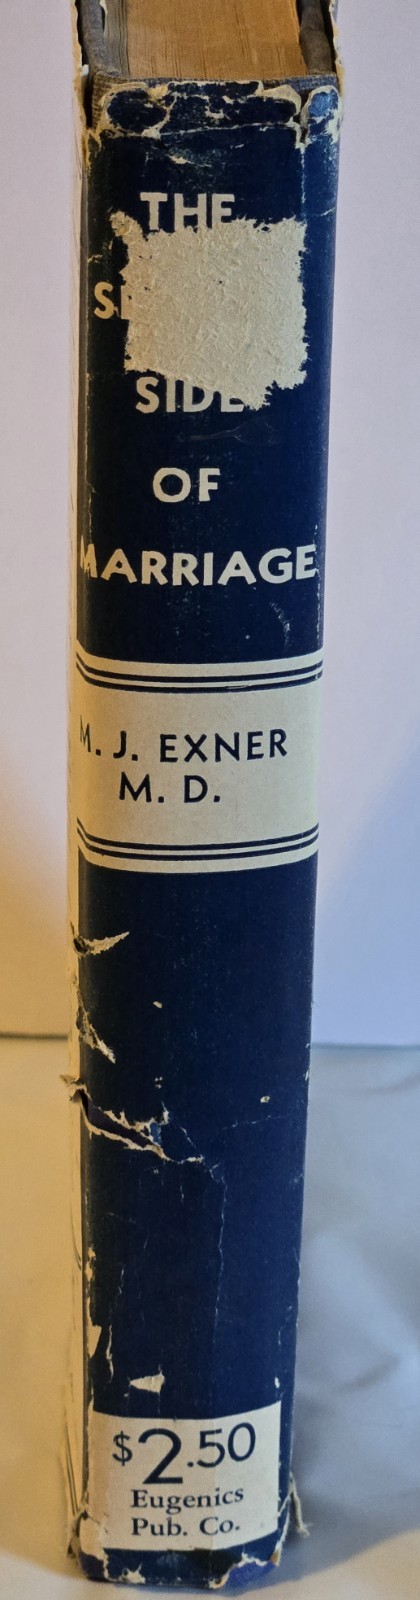 THE
SIDE
OF
MARRIAGE
M. J. EXNER
M. D.
$2.50
Eugenics
Pub. Co.